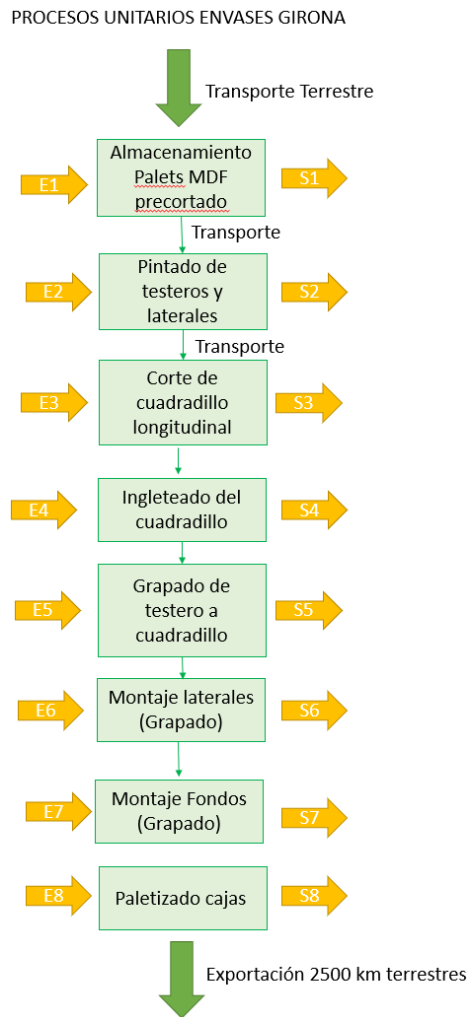 PROCESOS UNITARIOS ENVASES GIRONA
Transporte Terrestre
Almacenamiento
Palets MDF
precortado
E1
S1
Transporte
Pintado de
testeros y
laterales
E2
S2
Transporte
Corte de
cuadradillo
longitudinal
E3
S3
Ingleteado del
cuadradillo
E4
S4
Grapado de
testero a
cuadradillo
E5
S5
Montaje laterales
(Grapado)
E6
S6
Montaje Fondos
(Grapado)
E7
S7
Paletizado cajas
E8
S8
Exportación 2500 km terrestres